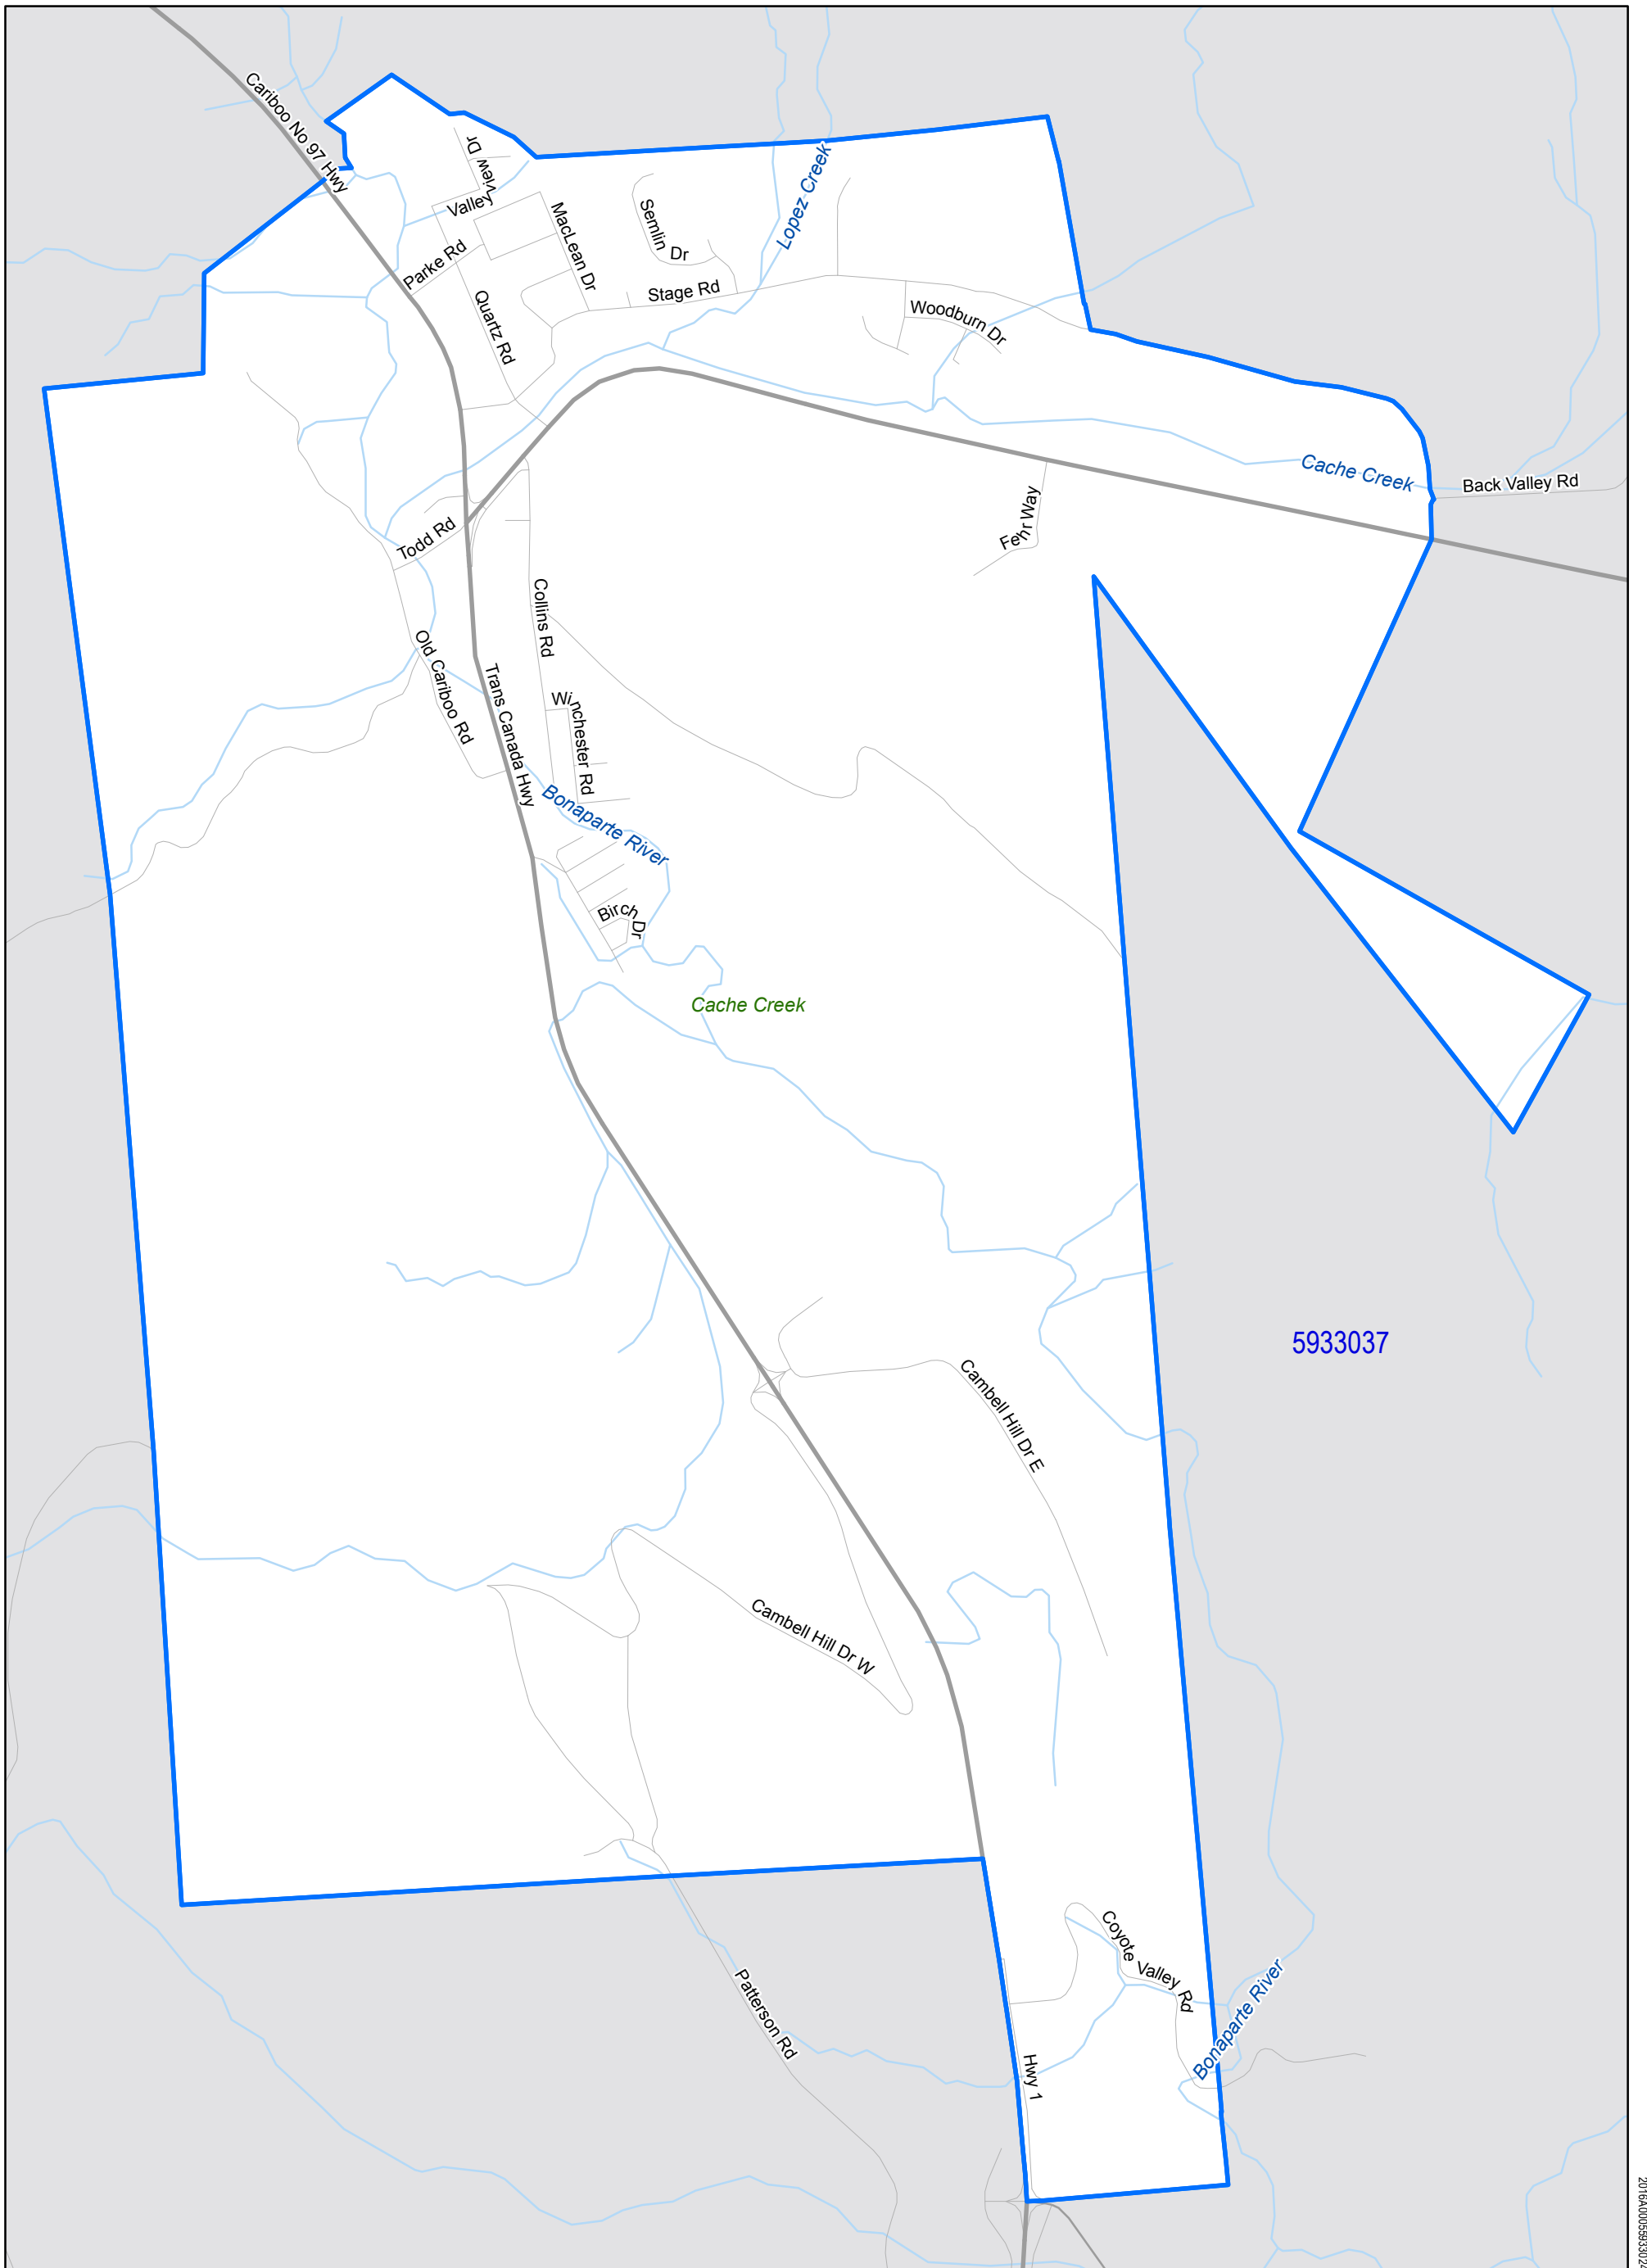 Cariboo No 97 Hwy
Valley View Dr
Lopez Creek
MacLean Dr
Semlin Dr
Parke Rd
Quartz Rd
Stage Rd
Woodburn Dr
Cache Creek
Back Valley Rd
Fehr Way
Todd Rd
Collins Rd
Old Cariboo Rd
Trans Canada Hwy
Winchester Rd
Bonaparte River
Birch Dr
Cache Creek
5933037
Cambell Hill Dr E
Cambell Hill Dr W
Coyote Valley Rd
Patterson Rd
Bonaparte River
Hwy 1